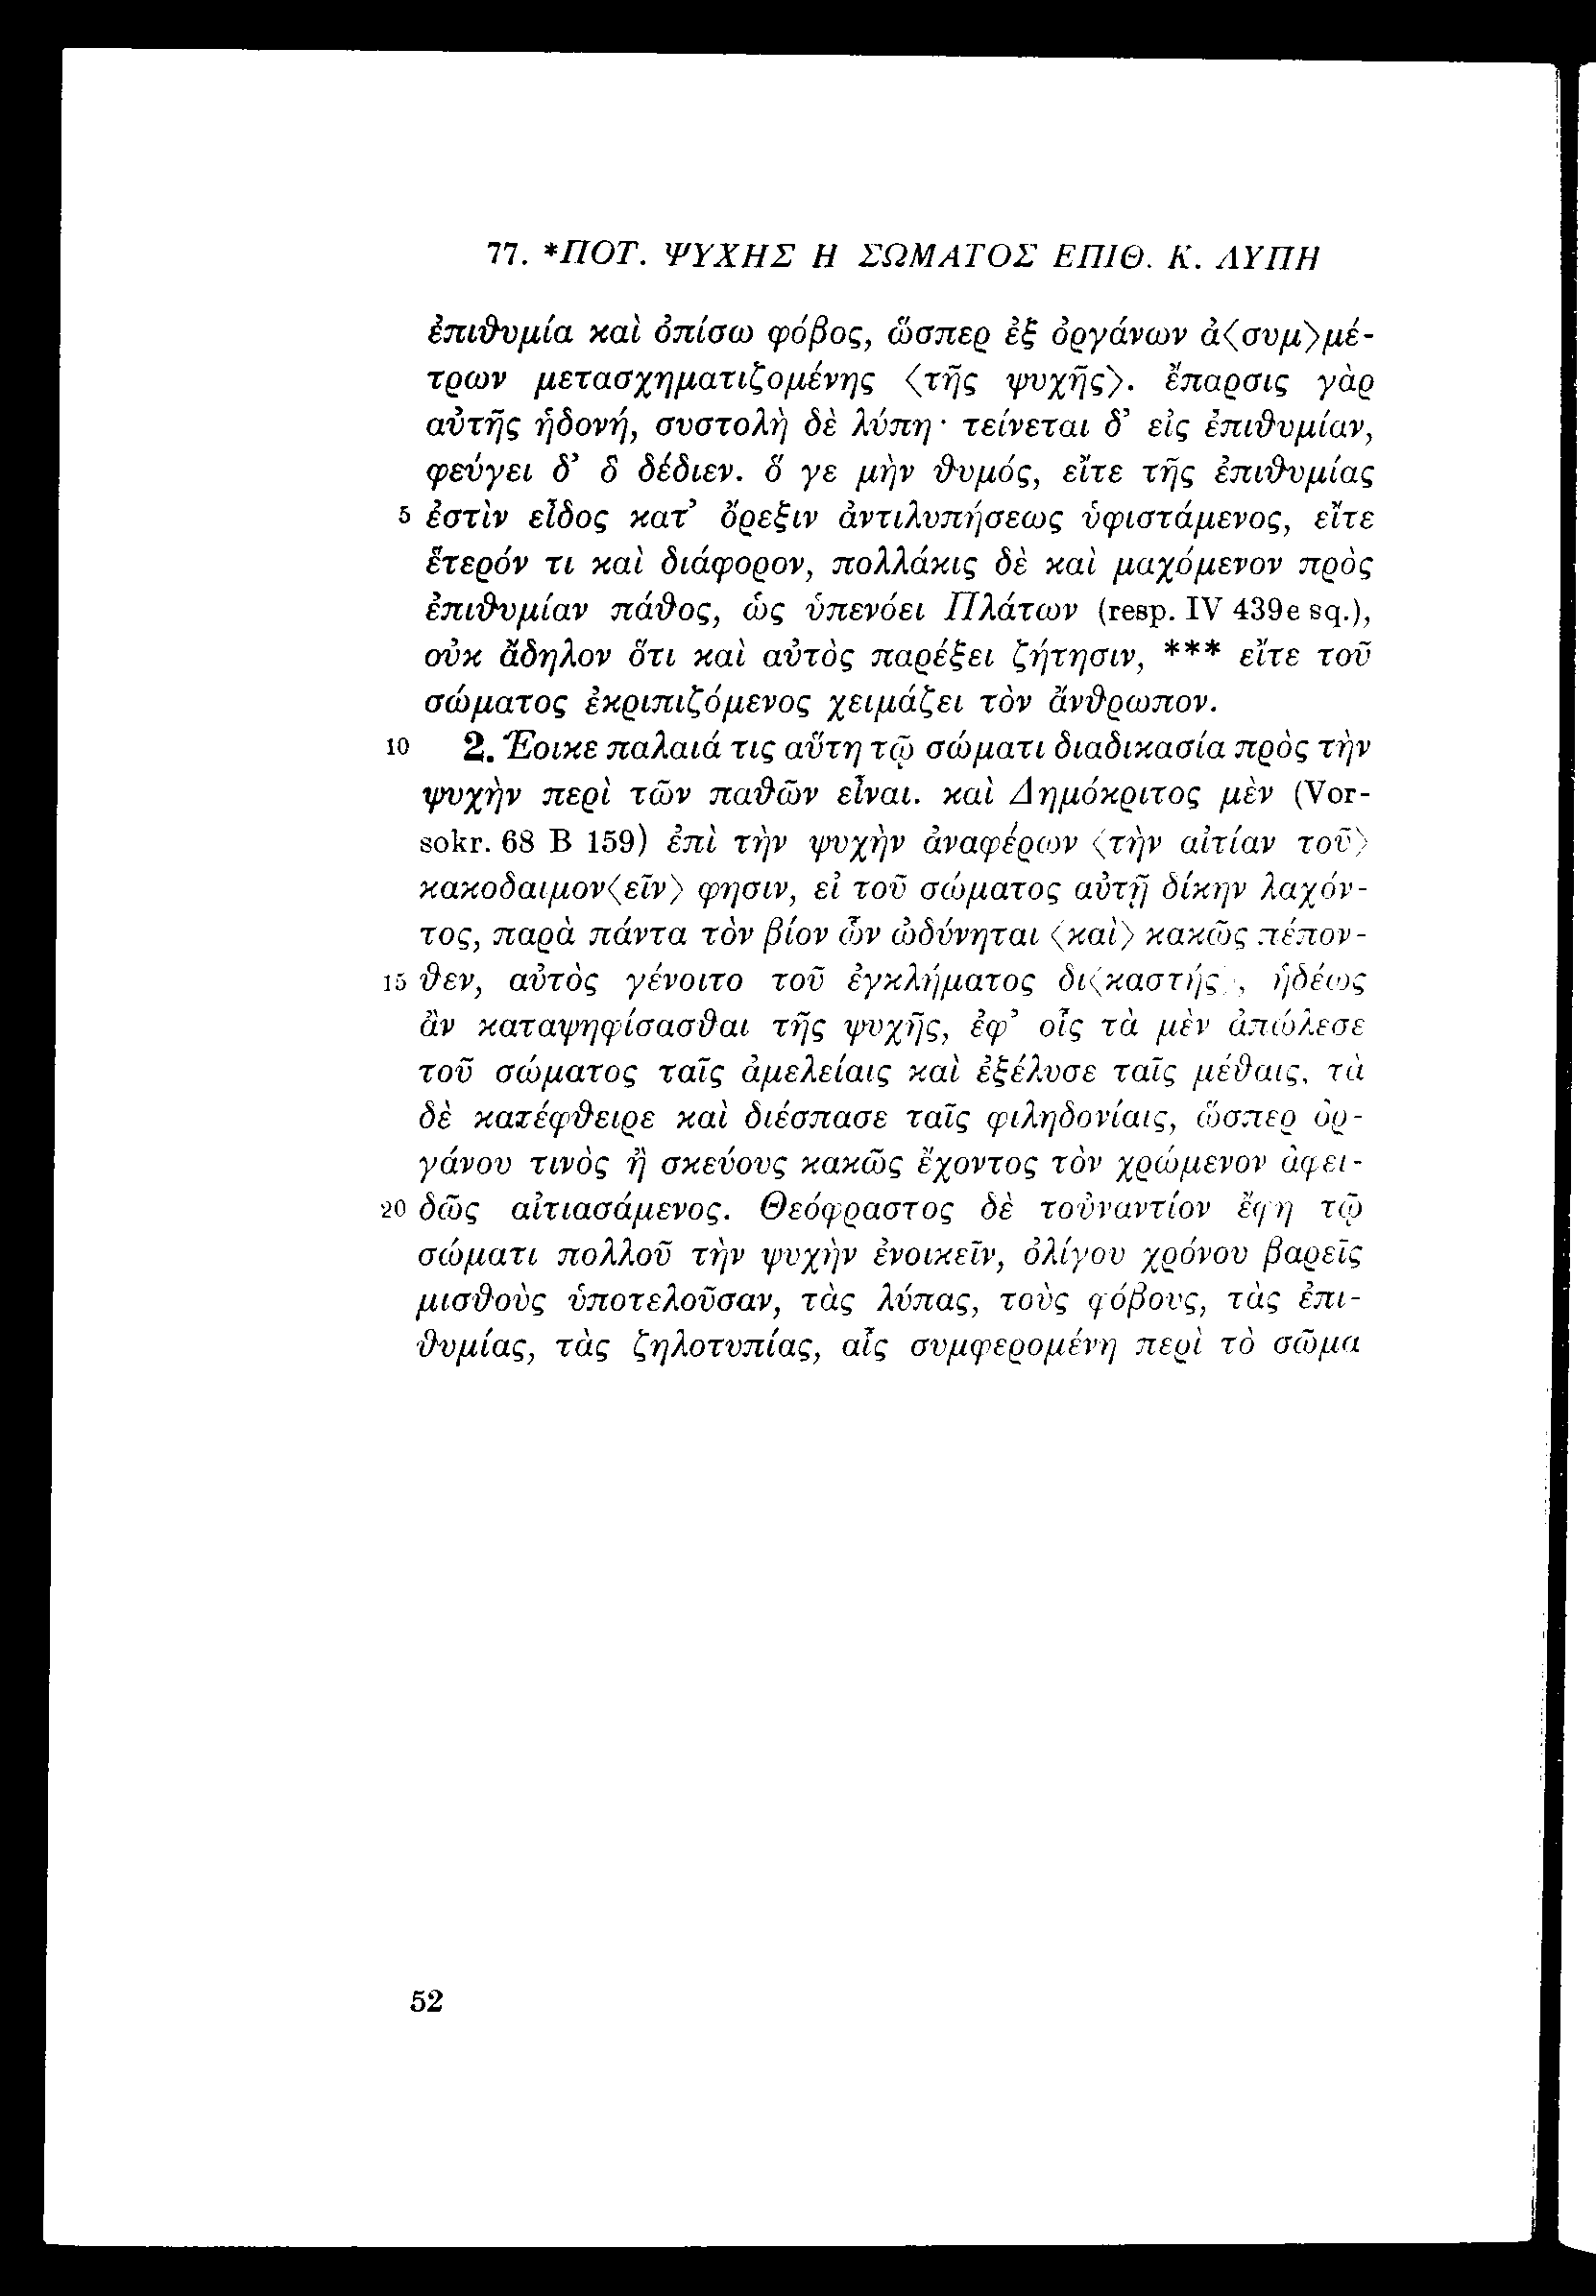 77. *ΠΟΤ. ΨΥΧΗΣ Η ΣΩΜΑΤΟΣ ΕΠΙΘ. Κ. ΛΥΠΗ
ἐπιθυμία καὶ ὀπίσω φόβος, ὥσπερ ἐξ ὀργάνων ἀ⟨συμ⟩μέ-
τρων μετασχηματιζομένης ⟨τῆς ψυχῆς⟩. ἔπαρσις γὰρ
αὐτῆς ἡδονή, συστολὴ δὲ λύπη· τείνεται δ’ εἰς ἐπιθυμίαν,
φεύγει δ’ ὃ δέδιεν. ὅ γε μὴν θυμός, εἴτε τῆς ἐπιθυμίας
5 ἐστὶν εἶδος κατ’ ὄρεξιν ἀντιλυπήσεως ὑφιστάμενος, εἴτε
ἕτερόν τι καὶ διάφορον, πολλάκις δὲ καὶ μαχόμενον πρὸς
ἐπιθυμίαν πάθος, ὡς ὑπενόει Πλάτων (resp. IV 439e sq.),
οὐκ ἄδηλον ὅτι καὶ αὐτὸς παρέξει ζήτησιν, *** εἴτε τοῦ
σώματος ἐκριπιζόμενος χειμάζει τὸν ἄνθρωπον.
10 2. Ἔοικε παλαιά τις αὕτη τῷ σώματι διαδικασία πρὸς τὴν
ψυχὴν περὶ τῶν παθῶν εἶναι. καὶ Δημόκριτος μὲν (Vor-
sokr. 68 B 159) ἐπὶ τὴν ψυχὴν ἀναφέρων ⟨τὴν αἰτίαν τοῦ⟩
κακοδαιμον⟨εῖν⟩ φησιν, εἰ τοῦ σώματος αὐτῇ δίκην λαχόν-
τος, παρὰ πάντα τὸν βίον ὧν ὠδύνηται ⟨καὶ⟩ κακῶς πέπον-
15 θεν, αὐτὸς γένοιτο τοῦ ἐγκλήματος δι⟨καστής⟩, ἡδέως
ἂν καταψηφίσασθαι τῆς ψυχῆς, ἐφ’ οἷς τὰ μὲν ἀπώλεσε
τοῦ σώματος ταῖς ἀμελείαις καὶ ἐξέλυσε ταῖς μέθαις, τὰ
δὲ κατέφθειρε καὶ διέσπασε ταῖς φιληδονίαις, ὥσπερ ὀρ-
γάνου τινὸς ἢ σκεύους κακῶς ἔχοντος τὸν χρώμενον ἀφει-
20 δῶς αἰτιασάμενος. Θεόφραστος δὲ τοὐναντίον ἔφη τῷ
σώματι πολλοῦ τὴν ψυχὴν ἐνοικεῖν, ὀλίγου χρόνου βαρεῖς
μισθοὺς ὑποτελοῦσαν, τὰς λύπας, τοὺς φόβους, τὰς ἐπι-
θυμίας, τὰς ζηλοτυπίας, αἷς συμφερομένη περὶ τὸ σῶμα
52